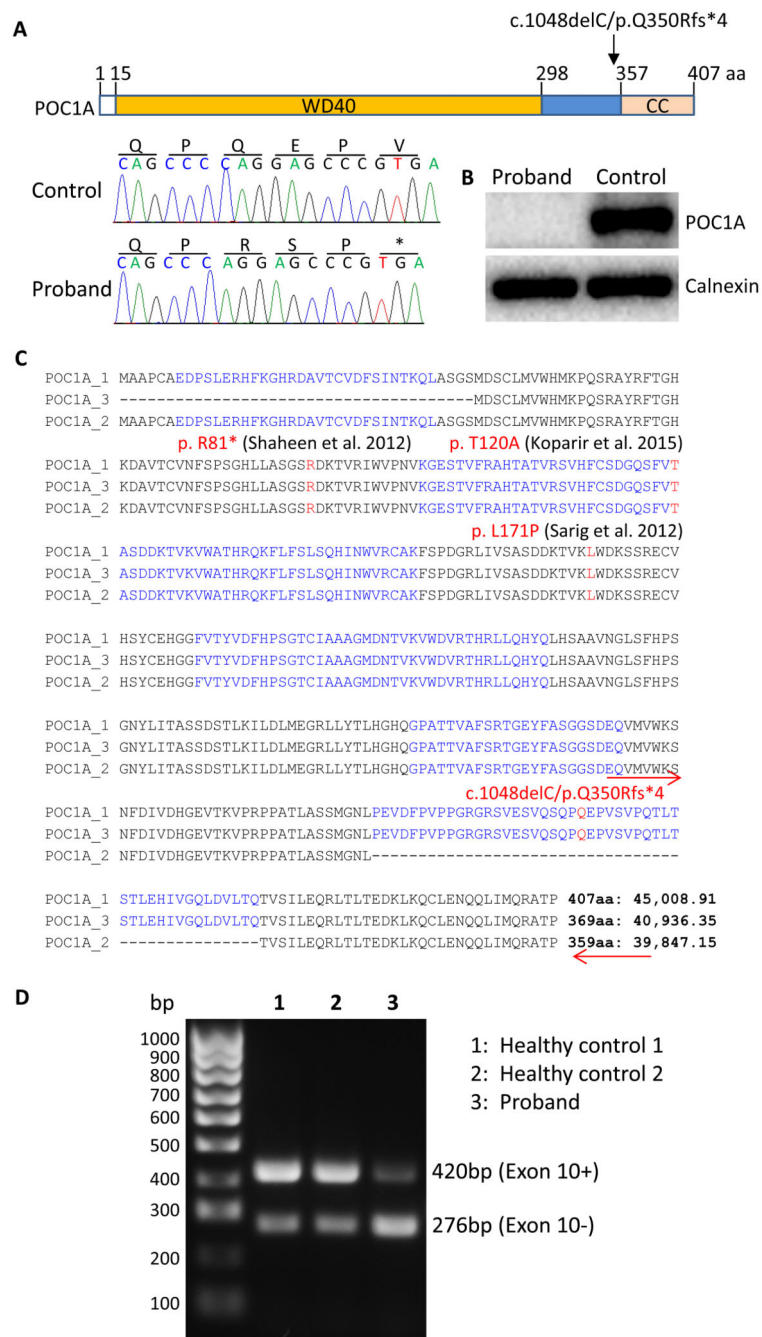 A
c.1048delC/p.Q350Rfs*4
1 15 298 357 407 aa
POC1A WD40 CC
Q P Q E P V
CAGCCCCAGGAGCCCGTGA
Control
Q P R S P *
CAGCCCAGGAGCCCGTGA
Proband
B
Proband Control
POC1A
Calnexin
C
POC1A_1 MAAPCAEDPSLERHFKGHRDAVTCVDFSINTKQLASGSMDSCLMVWHMKPQSRAYRFTGH
POC1A_3 --------------------------------------MDSCLMVWHMKPQSRAYRFTGH
POC1A_2 MAAPCAEDPSLERHFKGHRDAVTCVDFSINTKQLASGSMDSCLMVWHMKPQSRAYRFTGH
p. R81* (Shaheen et al. 2012) p. T120A (Koparir et al. 2015)
POC1A_1 KDAVTCVNFSPSGHLLASGSRDKTVRIWVPNVKGESTVFRAHTATVRSVHFCSDGQSFVT
POC1A_3 KDAVTCVNFSPSGHLLASGSRDKTVRIWVPNVKGESTVFRAHTATVRSVHFCSDGQSFVT
POC1A_2 KDAVTCVNFSPSGHLLASGSRDKTVRIWVPNVKGESTVFRAHTATVRSVHFCSDGQSFVT
p. L171P (Sarig et al. 2012)
POC1A_1 ASDDKTVKVWATHRQKFLFSLSQHINWVRCAKFSPDGRLIVSASDDKTVKLWDKSSRECV
POC1A_3 ASDDKTVKVWATHRQKFLFSLSQHINWVRCAKFSPDGRLIVSASDDKTVKLWDKSSRECV
POC1A_2 ASDDKTVKVWATHRQKFLFSLSQHINWVRCAKFSPDGRLIVSASDDKTVKLWDKSSRECV
POC1A_1 HSYCEHGGFVTYVDFHPSGTCIAAAGMDNTVKVWDVRTHRLLQHYQLHSAAVNGLSFHPS
POC1A_3 HSYCEHGGFVTYVDFHPSGTCIAAAGMDNTVKVWDVRTHRLLQHYQLHSAAVNGLSFHPS
POC1A_2 HSYCEHGGFVTYVDFHPSGTCIAAAGMDNTVKVWDVRTHRLLQHYQLHSAAVNGLSFHPS
POC1A_1 GNYLITASSDSTLKILDLMEGRLLYTLHGHQGPATTVAFSRTGEYFASGGSDEQVMVWKS
POC1A_3 GNYLITASSDSTLKILDLMEGRLLYTLHGHQGPATTVAFSRTGEYFASGGSDEQVMVWKS
POC1A_2 GNYLITASSDSTLKILDLMEGRLLYTLHGHQGPATTVAFSRTGEYFASGGSDEQVMVWKS
c.1048delC/p.Q350Rfs*4
POC1A_1 NFDIVDHGEVTKVPRPPATLASSMGNLPEVDFPVPPGRGRSVESVQSQPQEPVSVPQTLT
POC1A_3 NFDIVDHGEVTKVPRPPATLASSMGNLPEVDFPVPPGRGRSVESVQSQPQEPVSVPQTLT
POC1A_2 NFDIVDHGEVTKVPRPPATLASSMGNL---------------------------------
POC1A_1 STLEHIVGQLDVLTQTVSILEQRLTLTEDKLKQCLENQQLIMQRATP 407aa: 45,008.91
POC1A_3 STLEHIVGQLDVLTQTVSILEQRLTLTEDKLKQCLENQQLIMQRATP 369aa: 40,936.35
POC1A_2 ---------------TVSILEQRLTLTEDKLKQCLENQQLIMQRATP 359aa: 39,847.15
D
bp 1 2 3
1000
900
800
700
600
500
400
300
200
100
420bp (Exon 10+)
276bp (Exon 10-)
1: Healthy control 1
2: Healthy control 2
3: Proband